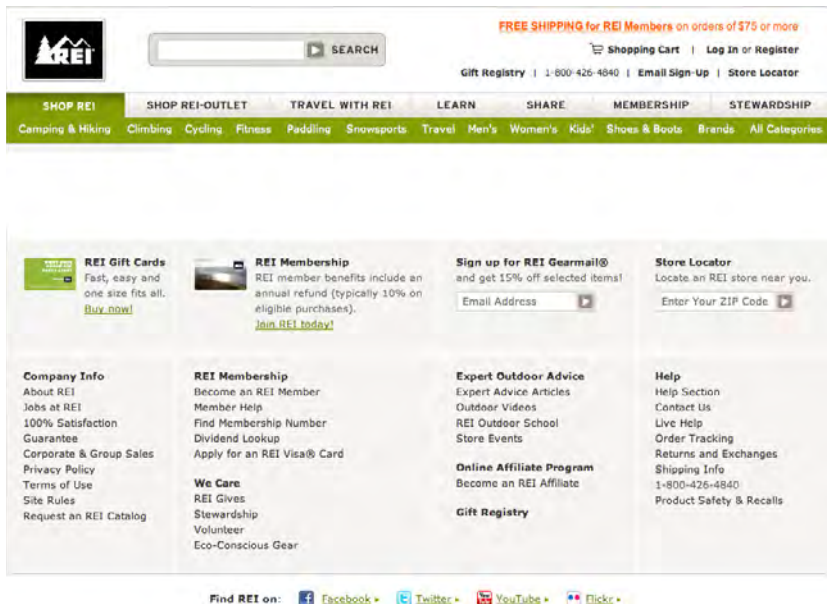 REI
FREE SHIPPING for REI Members on orders of $75 or more
SEARCH
Shopping Cart | Log In or Register
Gift Registry | 1-800-426-4840 | Email Sign-Up | Store Locator
SHOP REI SHOP REI-OUTLET TRAVEL WITH REI LEARN SHARE MEMBERSHIP STEWARDSHIP
Camping & Hiking Climbing Cycling Fitness Paddling Snowsports Travel Men's Women's Kids' Shoes & Boots Brands All Categories
REI Gift Cards
Fast, easy and
one size fits all.
Buy now!
REI Membership
REI member benefits include an
annual refund (typically 10% on
eligible purchases).
Join REI today!
Sign up for REI Gearmail®
and get 15% off selected items!
Email Address
Store Locator
Locate an REI store near you.
Enter Your ZIP Code
Company Info
About REI
Jobs at REI
100% Satisfaction
Guarantee
Corporate & Group Sales
Privacy Policy
Terms of Use
Site Rules
Request an REI Catalog
REI Membership
Become an REI Member
Member Help
Find Membership Number
Dividend Lookup
Apply for an REI Visa® Card
We Care
REI Gives
Stewardship
Volunteer
Eco-Conscious Gear
Expert Outdoor Advice
Expert Advice Articles
Outdoor Videos
REI Outdoor School
Store Events
Online Affiliate Program
Become an REI Affiliate
Gift Registry
Help
Help Section
Contact Us
Live Help
Order Tracking
Returns and Exchanges
Shipping Info
1-800-426-4840
Product Safety & Recalls
Find REI on: Facebook Twitter YouTube Flickr